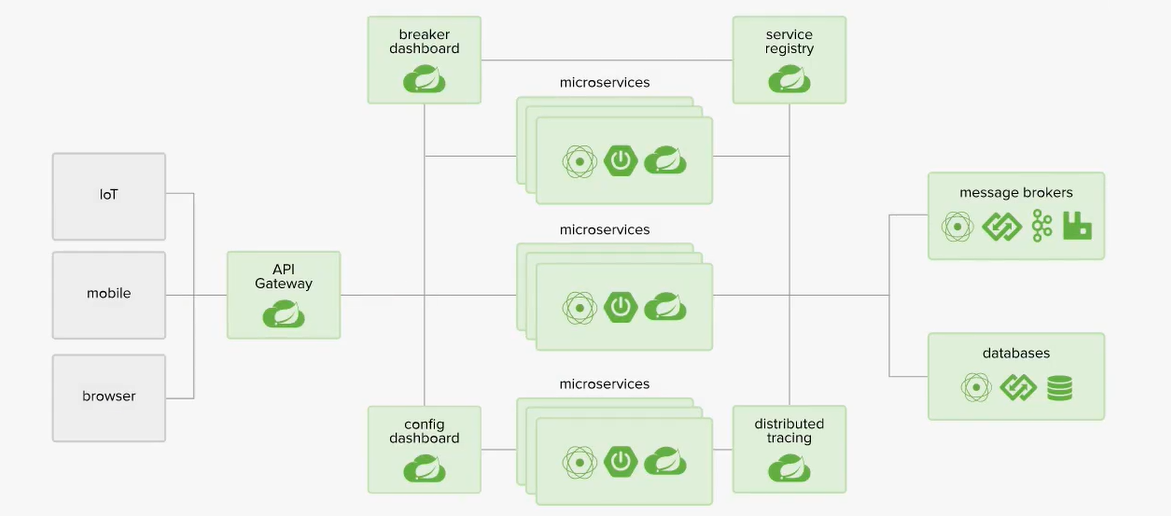 breaker
dashboard
service
registry
microservices
IoT
mobile
browser
API
Gateway
microservices
message brokers
databases
microservices
config
dashboard
distributed
tracing